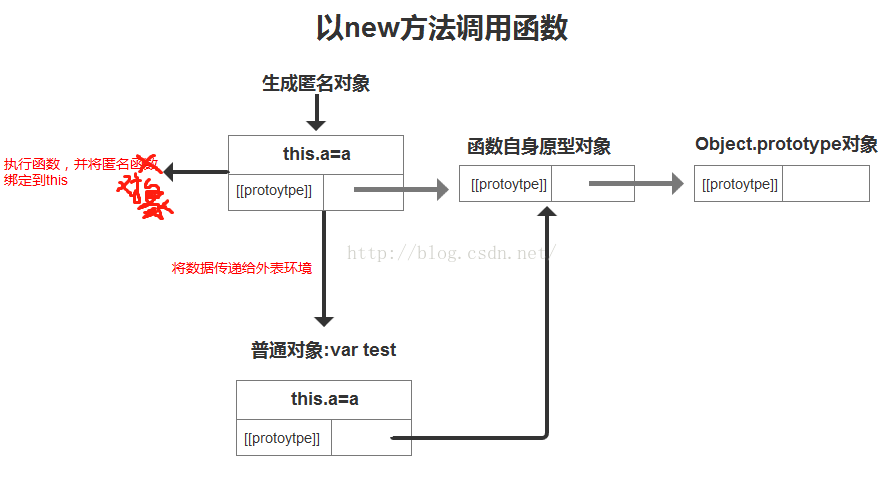 以new方法调用函数
生成匿名对象
this.a=a
[[protoytpe]]
执行函数，并将匿名函数
绑定到this
对象
函数自身原型对象
[[protoytpe]]
Object.prototype对象
[[protoytpe]]
http://blog.csdn.net/
将数据传递给外表环境
普通对象:var test
this.a=a
[[protoytpe]]